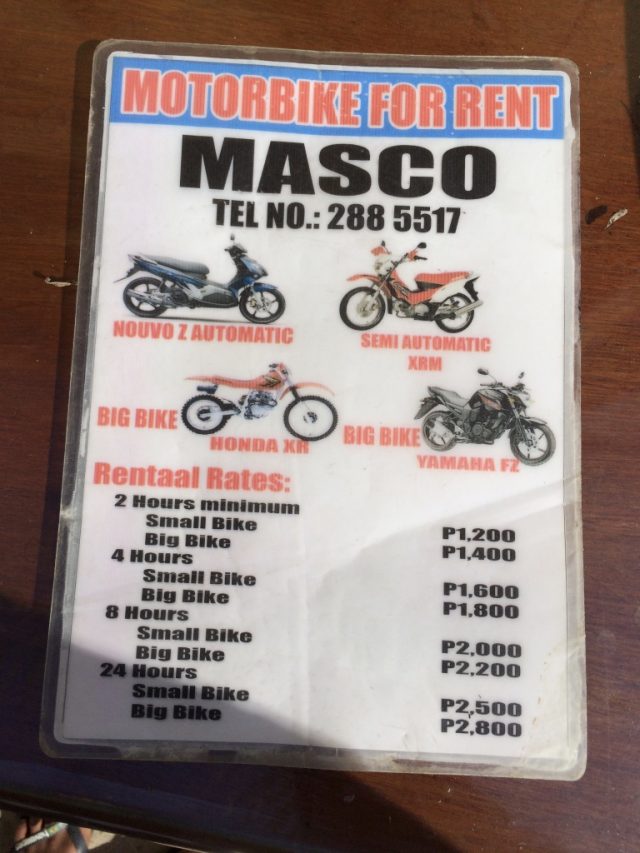 MOTORBIKE FOR RENT
MASCO
TEL NO.: 288 5517
NOUVO Z AUTOMATIC
SEMI AUTOMATIC
XRM
BIG BIKE
HONDA XR
BIG BIKE
YAMAHA FZ
Rentaal Rates:
2 Hours minimum
Small Bike P1,200
Big Bike P1,400
4 Hours
Small Bike P1,600
Big Bike P1,800
8 Hours
Small Bike P2,000
Big Bike P2,200
24 Hours
Small Bike P2,500
Big Bike P2,800